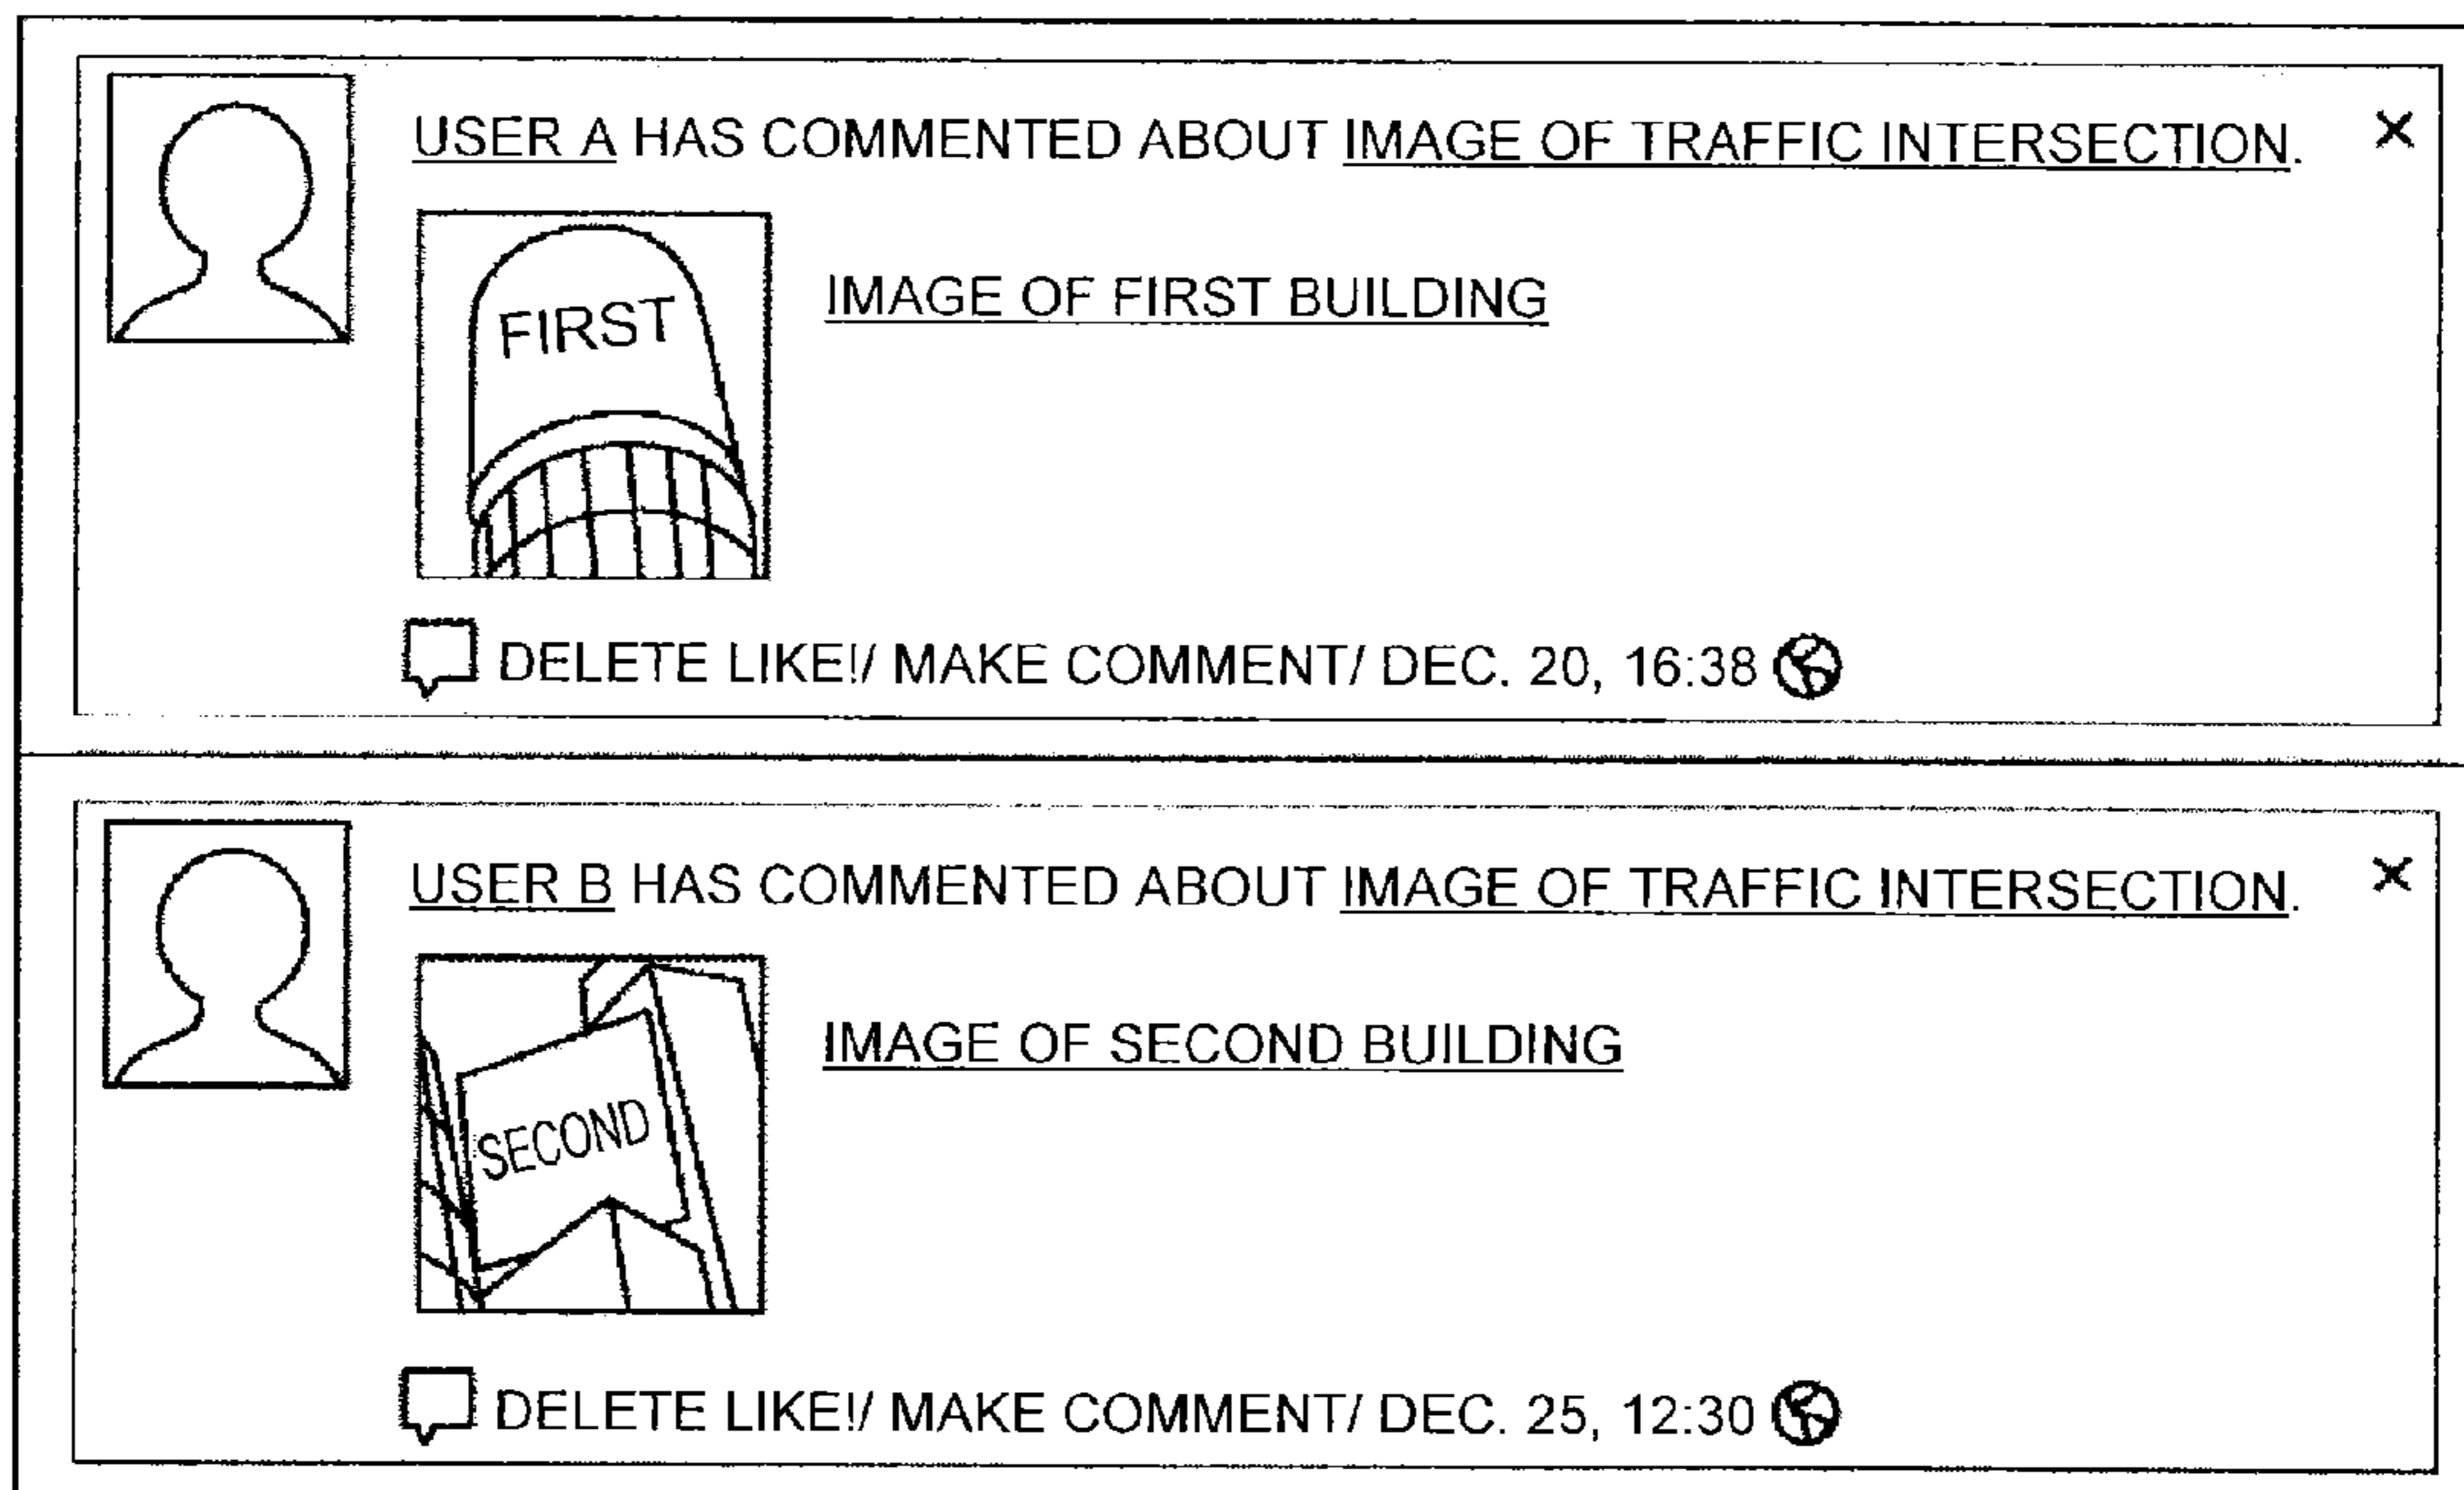 USER A HAS COMMENTED ABOUT IMAGE OF TRAFFIC INTERSECTION. ×
FIRST
IMAGE OF FIRST BUILDING
DELETE LIKE!/ MAKE COMMENT/ DEC. 20, 16:38
USER B HAS COMMENTED ABOUT IMAGE OF TRAFFIC INTERSECTION. ×
SECOND
IMAGE OF SECOND BUILDING
DELETE LIKE!/ MAKE COMMENT/ DEC. 25, 12:30